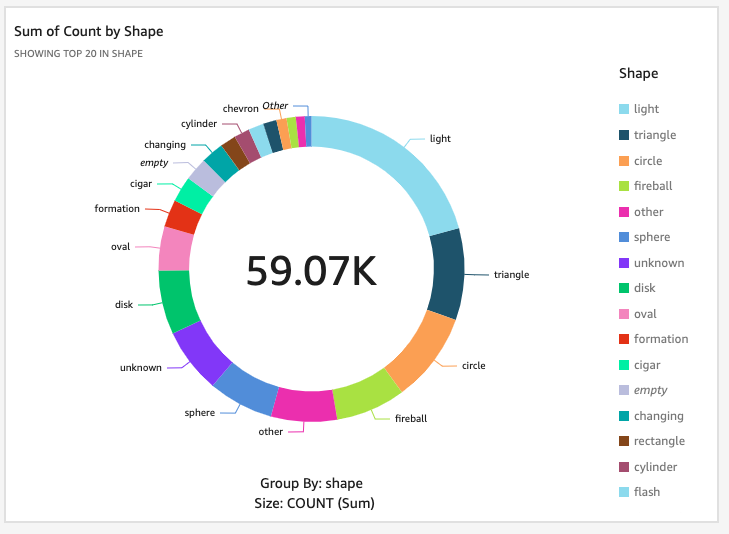 Sum of Count by Shape
SHOWING TOP 20 IN SHAPE
Shape
light
triangle
circle
fireball
other
sphere
unknown
disk
oval
formation
cigar
empty
changing
rectangle
cylinder
flash
chevron
Other
cylinder
changing
empty
cigar
formation
oval
disk
unknown
sphere
other
fireball
circle
triangle
light
59.07K
Group By: shape
Size: COUNT (Sum)